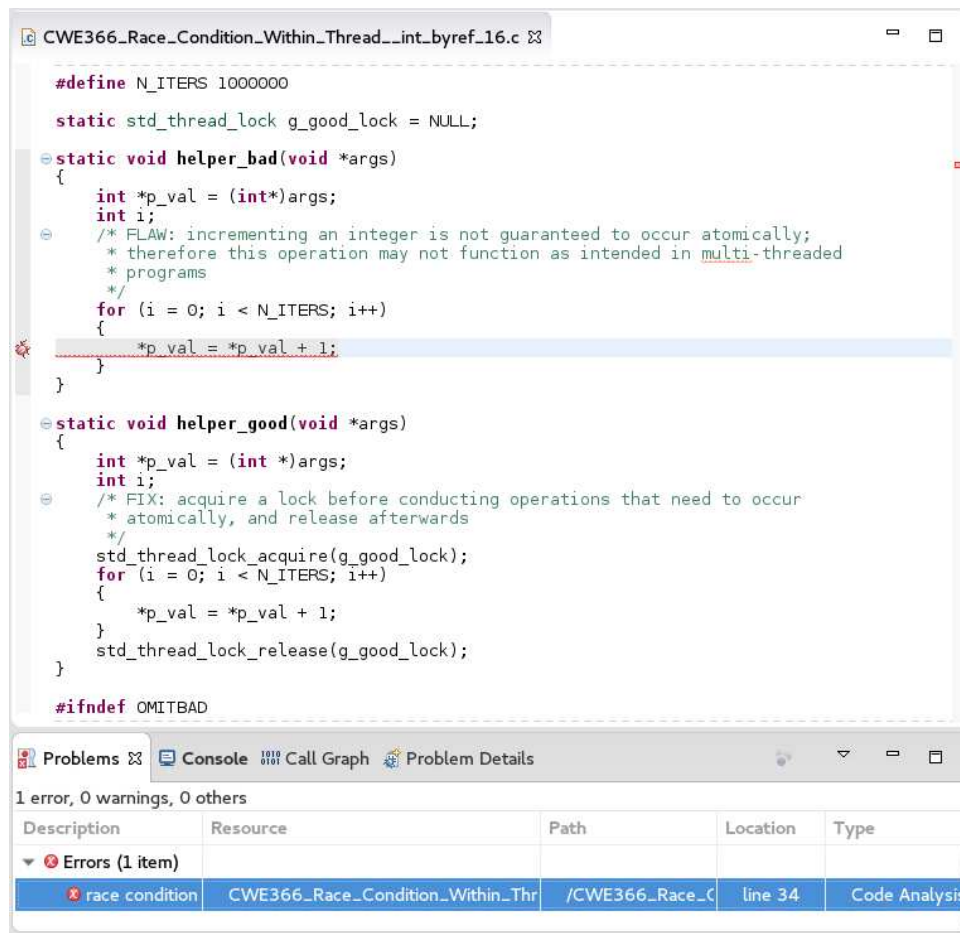 CWE366_Race_Condition_Within_Thread__int_byref_16.c
#define N_ITERS 1000000
static std_thread_lock g_good_lock = NULL;
static void helper_bad(void *args)
{
int *p_val = (int*)args;
int i;
/* FLAW: incrementing an integer is not guaranteed to occur atomically;
* therefore this operation may not function as intended in multi-threaded
* programs
*/
for (i = 0; i < N_ITERS; i++)
{
*p_val = *p_val + 1;
}
}
static void helper_good(void *args)
{
int *p_val = (int *)args;
int i;
/* FIX: acquire a lock before conducting operations that need to occur
* atomically, and release afterwards
*/
std_thread_lock_acquire(g_good_lock);
for (i = 0; i < N_ITERS; i++)
{
*p_val = *p_val + 1;
}
std_thread_lock_release(g_good_lock);
}
#ifndef OMITBAD
Problems Console Call Graph Problem Details
1 error, 0 warnings, 0 others
Description Resource Path Location Type
Errors (1 item)
race condition CWE366_Race_Condition_Within_Thr /CWE366_Race_C line 34 Code Analysis